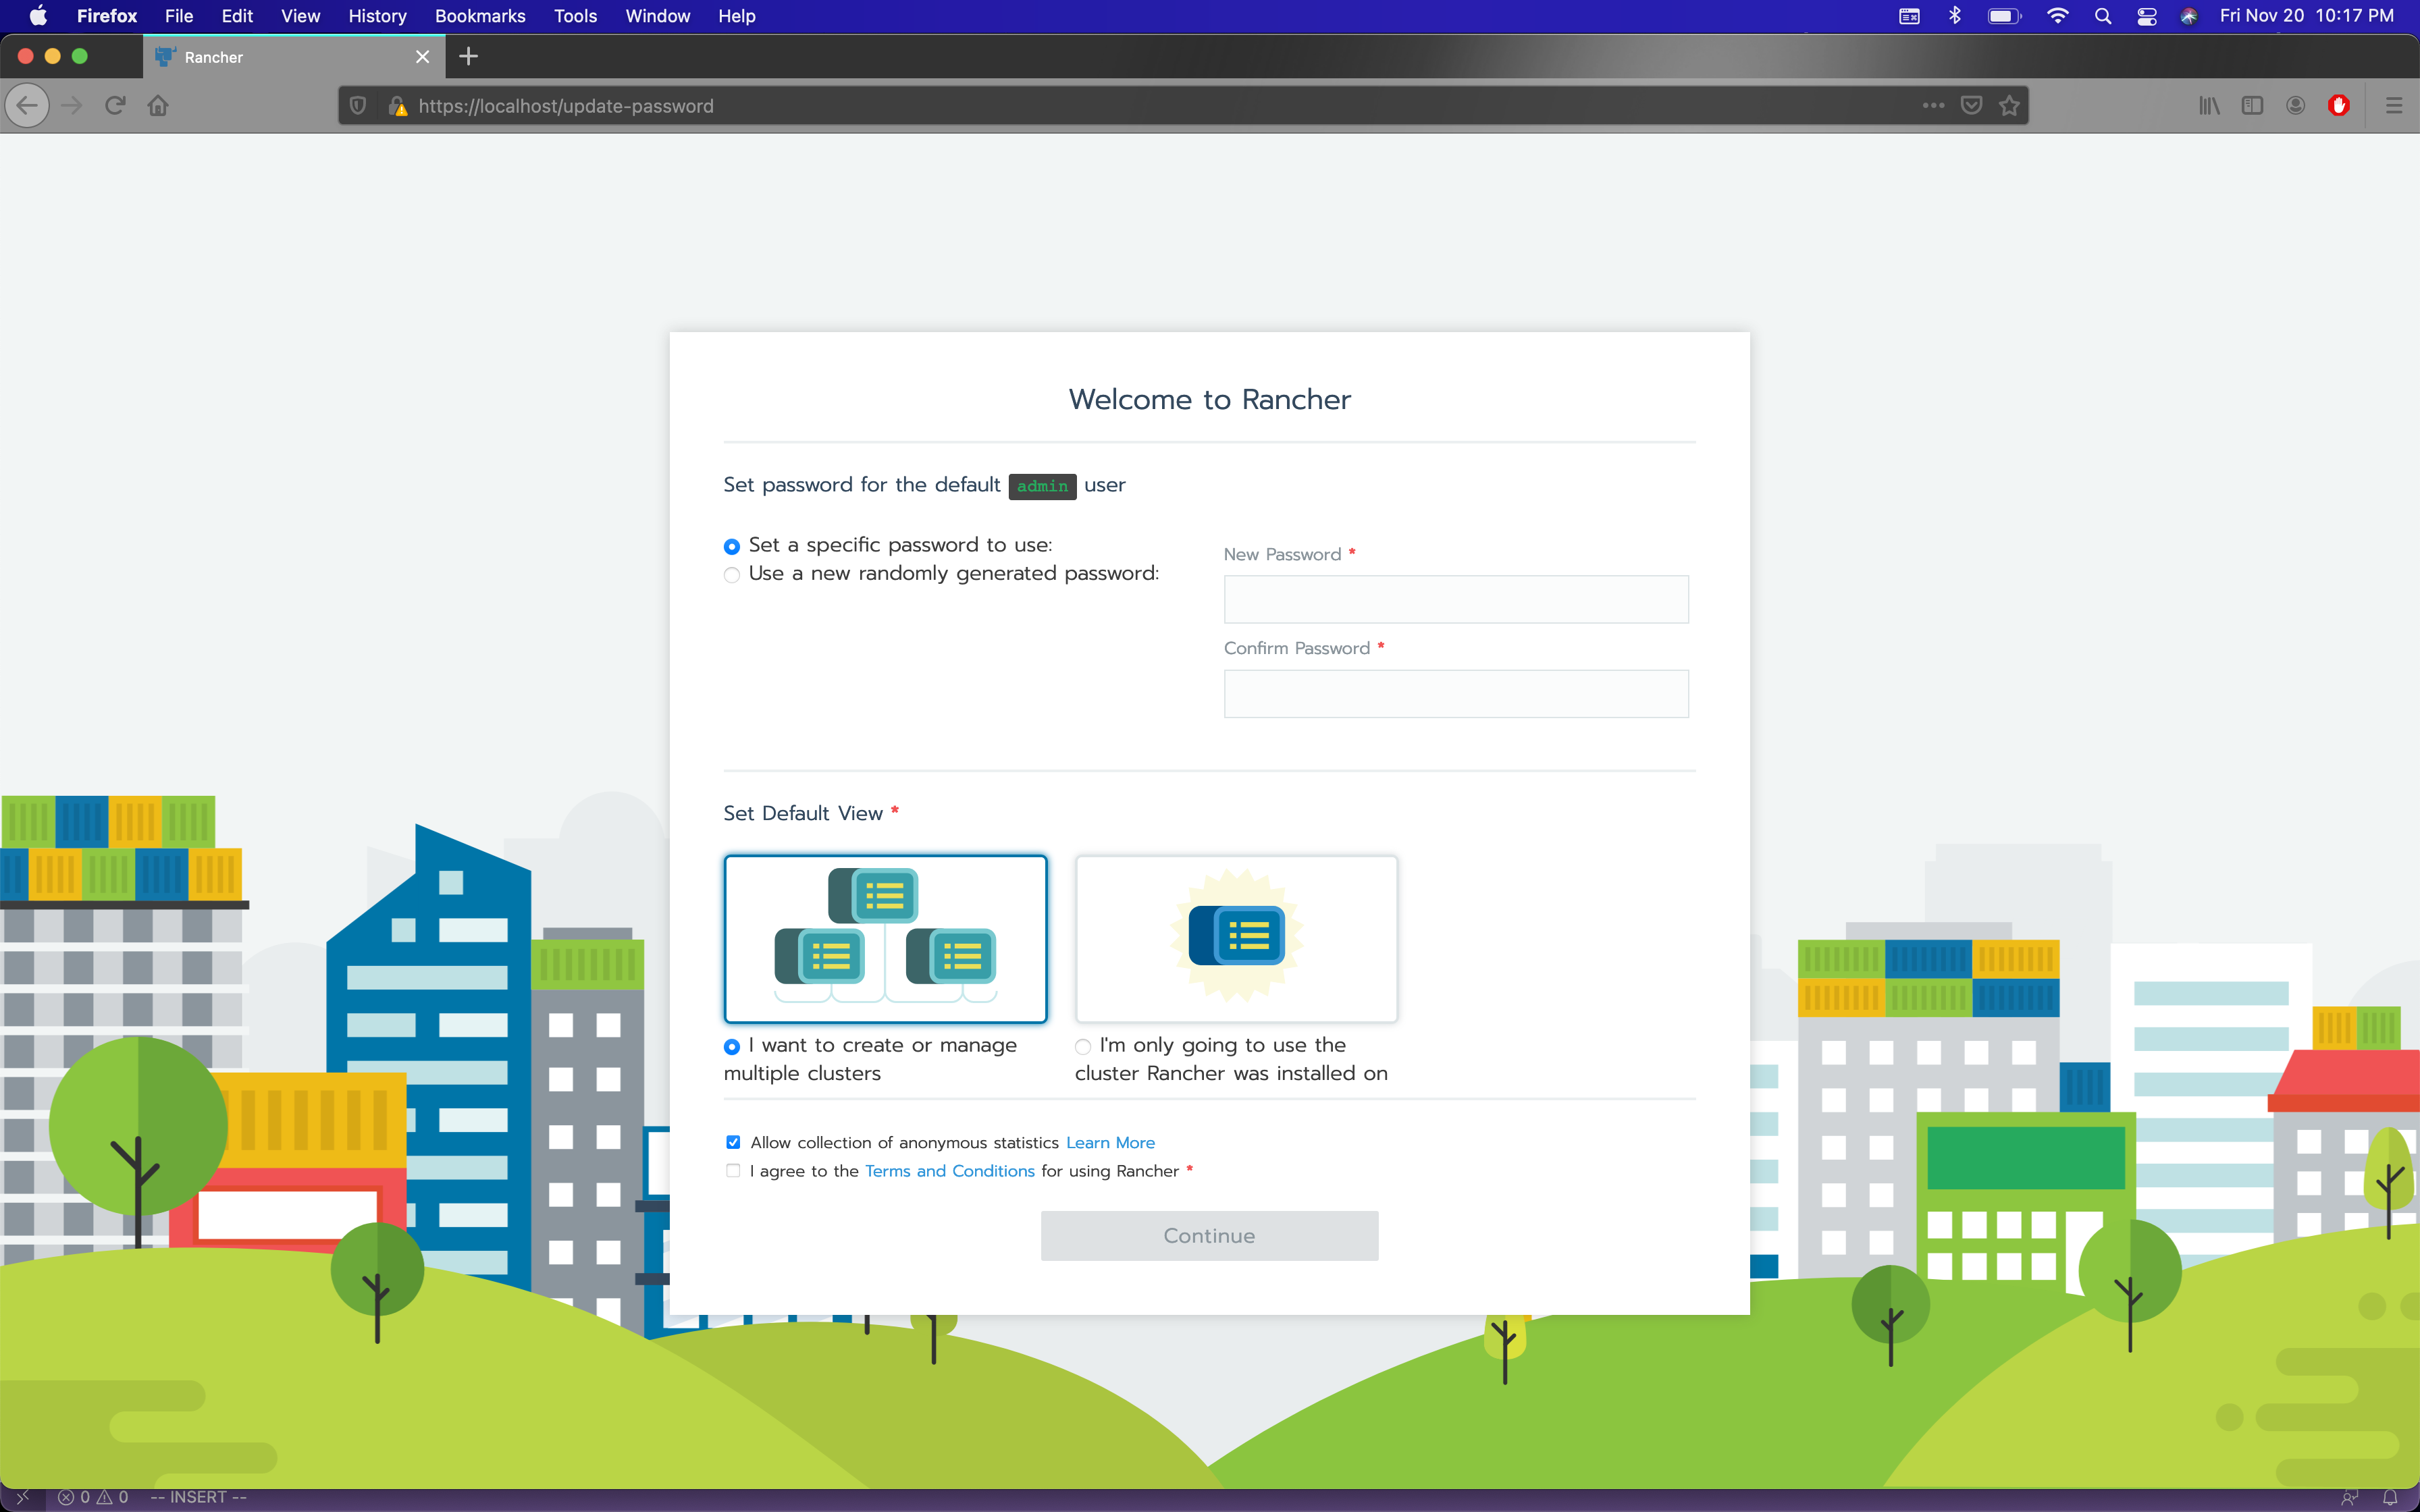 Firefox File Edit View History Bookmarks Tools Window Help Fri Nov 20 10:17 PM
Rancher
https://localhost/update-password
Welcome to Rancher
Set password for the default admin user
Set a specific password to use:
Use a new randomly generated password:
New Password *
Confirm Password *
Set Default View *
I want to create or manage
multiple clusters
I'm only going to use the
cluster Rancher was installed on
Allow collection of anonymous statistics Learn More
I agree to the Terms and Conditions for using Rancher *
Continue
0 0 -- INSERT --